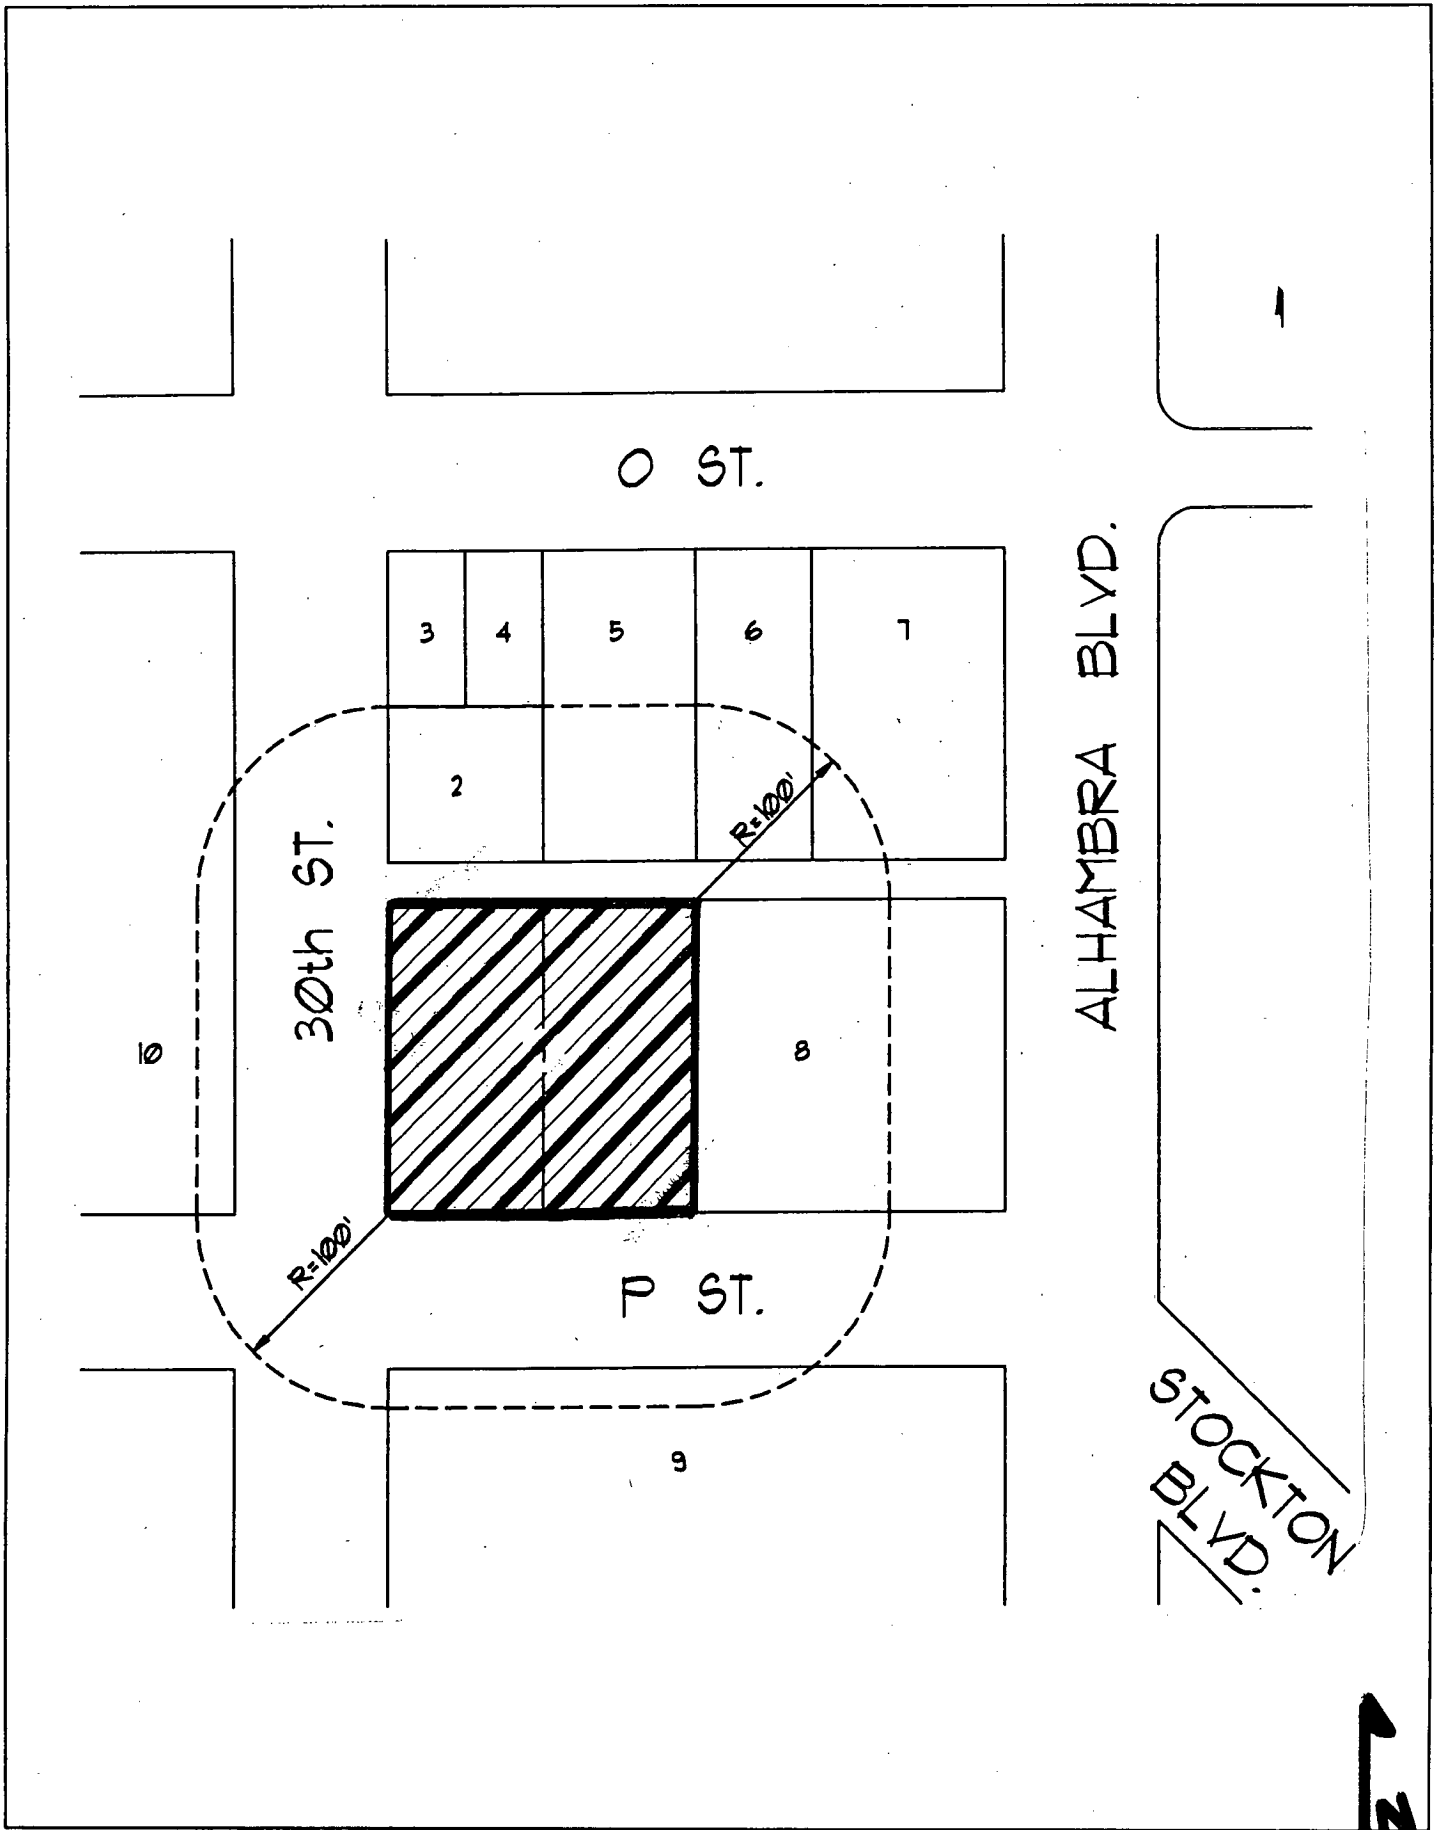 1
O ST.
3 4 5 6 7
ALHAMBRA BLVD.
2
R=100'
30th ST.
10
8
R=100'
P ST.
STOCKTON
BLVD.
9
N